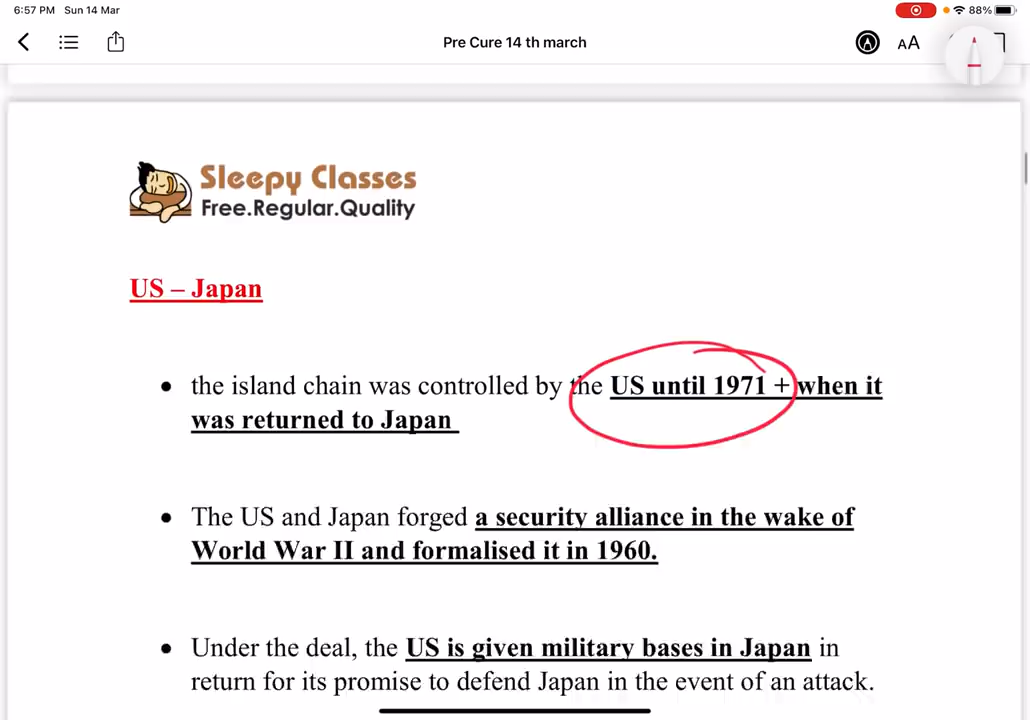 6:57 PM Sun 14 Mar 88%
Pre Cure 14 th march AA
Sleepy Classes
Free.Regular.Quality
US – Japan
• the island chain was controlled by the US until 1971 + when it
was returned to Japan
• The US and Japan forged a security alliance in the wake of
World War II and formalised it in 1960.
• Under the deal, the US is given military bases in Japan in
return for its promise to defend Japan in the event of an attack.